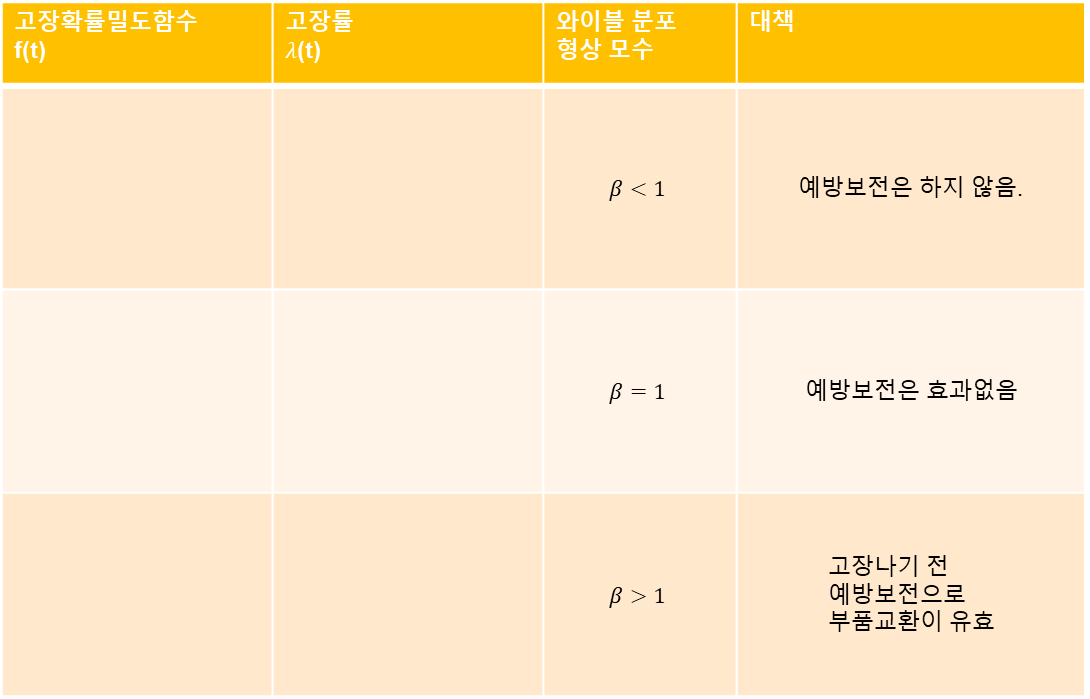 고장확률밀도함수
f(t)
고장률
𝜆(t)
와이블 분포
형상 모수
대책
𝛽 < 1
예방보전은 하지 않음.
𝛽 = 1
예방보전은 효과없음
𝛽 > 1
고장나기 전
예방보전으로
부품교환이 유효